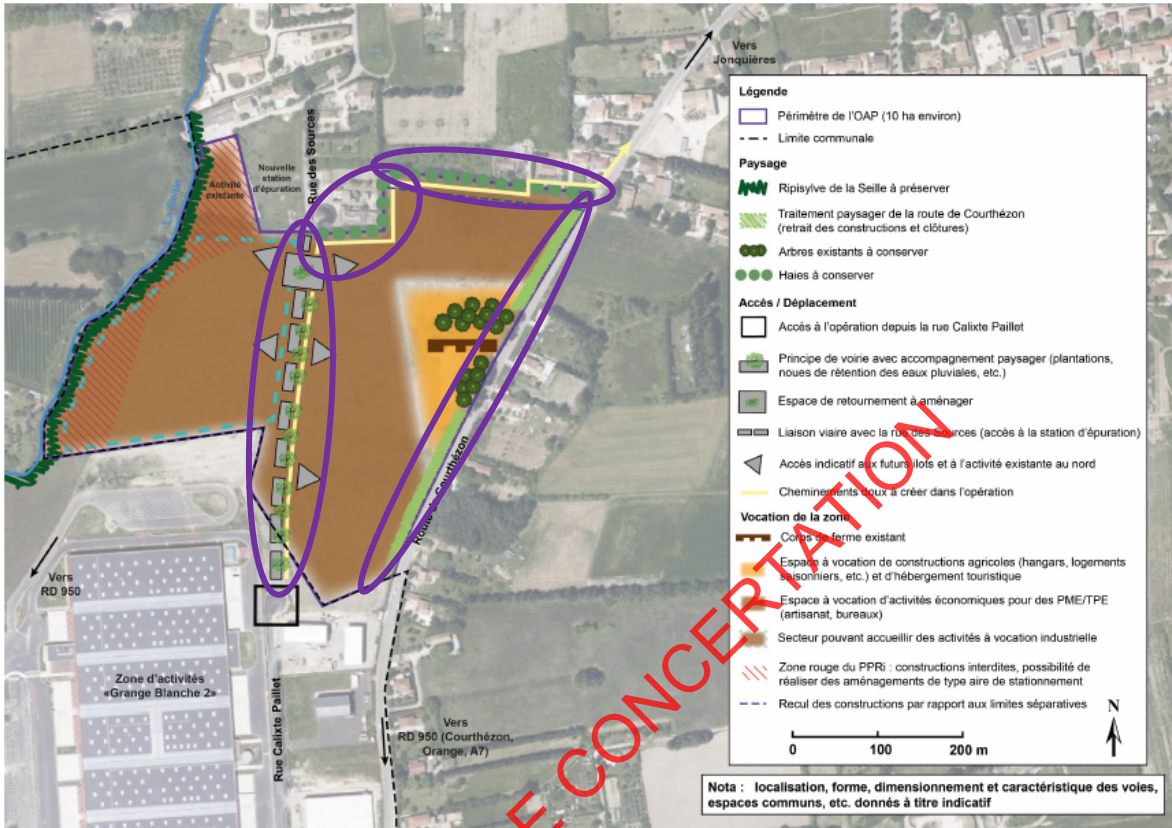 Vers
Jonquières
Rue des Sources
Nouvelle
station
d'épuration
Activité
existante
La Seille
Route de Courthézon
Vers
RD 950
Zone d'activités
«Grange Blanche 2»
Rue Calixte Paillet
Vers
RD 950 (Courthézon,
Orange, A7)
Légende
Périmètre de l'OAP (10 ha environ)
Limite communale
Paysage
Ripisylve de la Seille à préserver
Traitement paysager de la route de Courthézon
(retrait des constructions et clôtures)
Arbres existants à conserver
Haies à conserver
Accès / Déplacement
Accès à l'opération depuis la rue Calixte Paillet
Principe de voirie avec accompagnement paysager (plantations,
noues de rétention des eaux pluviales, etc.)
Espace de retournement à aménager
Liaison viaire avec la rue des Sources (accès à la station d'épuration)
Accès indicatif aux futurs îlots et à l'activité existante au nord
Cheminements doux à créer dans l'opération
Vocation de la zone
Corps de ferme existant
Espace à vocation de constructions agricoles (hangars, logements
saisonniers, etc.) et d'hébergement touristique
Espace à vocation d'activités économiques pour des PME/TPE
(artisanat, bureaux)
Secteur pouvant accueillir des activités à vocation industrielle
Zone rouge du PPRi : constructions interdites, possibilité de
réaliser des aménagements de type aire de stationnement
Recul des constructions par rapport aux limites séparatives
N
0 100 200 m
Nota : localisation, forme, dimensionnement et caractéristique des voies,
espaces communs, etc. donnés à titre indicatif
E CONCERTATION